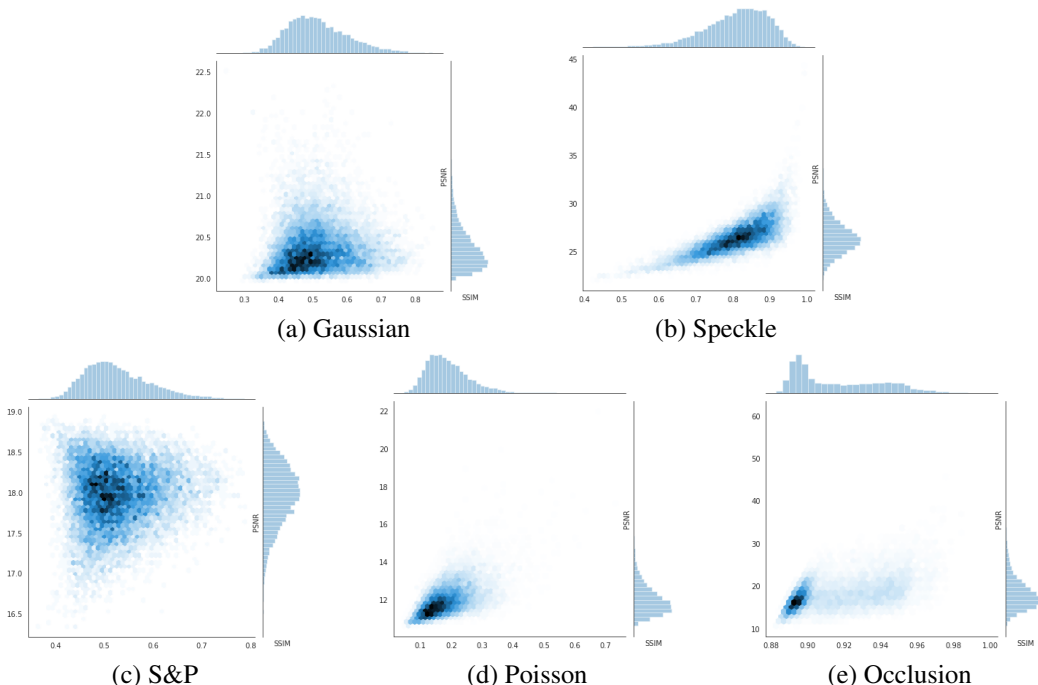 22.5
22.0
21.5
21.0
20.5
20.0
0.3 0.4 0.5 0.6 0.7 0.8
PSNR
SSIM
(a) Gaussian
45
40
35
30
25
0.4 0.5 0.6 0.7 0.8 0.9 1.0
PSNR
SSIM
(b) Speckle
19.0
18.5
18.0
17.5
17.0
16.5
0.4 0.5 0.6 0.7 0.8
PSNR
SSIM
(c) S&P
22
20
18
16
14
12
0.1 0.2 0.3 0.4 0.5 0.6 0.7
PSNR
SSIM
(d) Poisson
60
50
40
30
20
10
0.88 0.90 0.92 0.94 0.96 0.98 1.00
PSNR
SSIM
(e) Occlusion